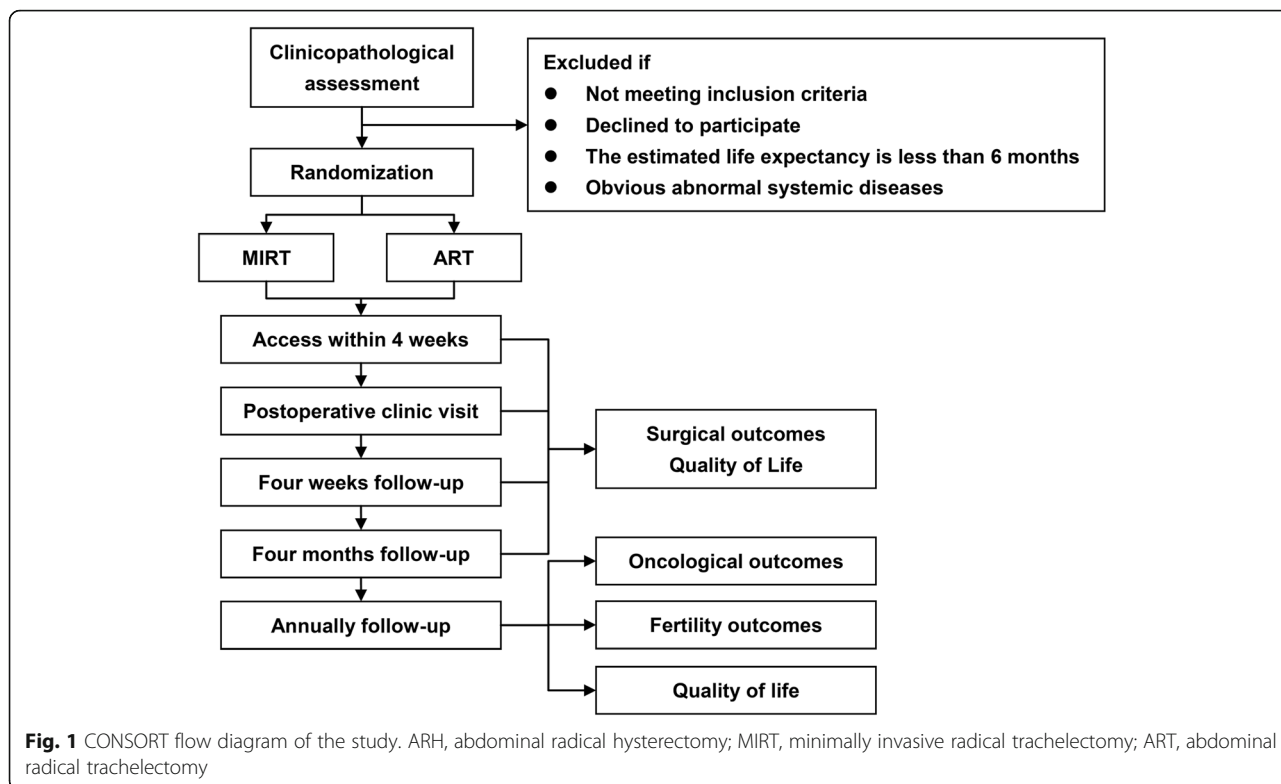 Clinicopathological
assessment
Excluded if
● Not meeting inclusion criteria
● Declined to participate
● The estimated life expectancy is less than 6 months
● Obvious abnormal systemic diseases
Randomization
MIRT
ART
Access within 4 weeks
Postoperative clinic visit
Four weeks follow-up
Four months follow-up
Annually follow-up
Surgical outcomes
Quality of Life
Oncological outcomes
Fertility outcomes
Quality of life
Fig. 1 CONSORT flow diagram of the study. ARH, abdominal radical hysterectomy; MIRT, minimally invasive radical trachelectomy; ART, abdominal
radical trachelectomy